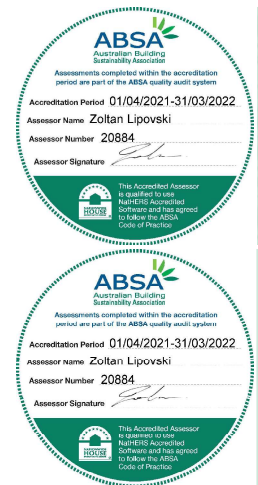 ABSA
Australian Building
Sustainability Association
Assessments completed within the accreditation
period are part of the ABSA quality audit system
Accreditation Period 01/04/2021-31/03/2022
Assessor Name Zoltan Lipovski
Assessor Number 20884
Assessor Signature
This Accredited Assessor
is qualified to use
NatHERS Accredited
Software and has agreed
to follow the ABSA
Code of Practice
HOUSE
ABSA
Australian Building
Sustainability Association
Assessments completed within the accreditation
period are part of the ABSA quality audit system
Accreditation Period 01/04/2021-31/03/2022
Assessor Name Zoltan Lipovski
Assessor Number 20884
Assessor Signature
This Accredited Assessor
is qualified to use
NatHERS Accredited
Software and has agreed
to follow the ABSA
Code of Practice
HOUSE